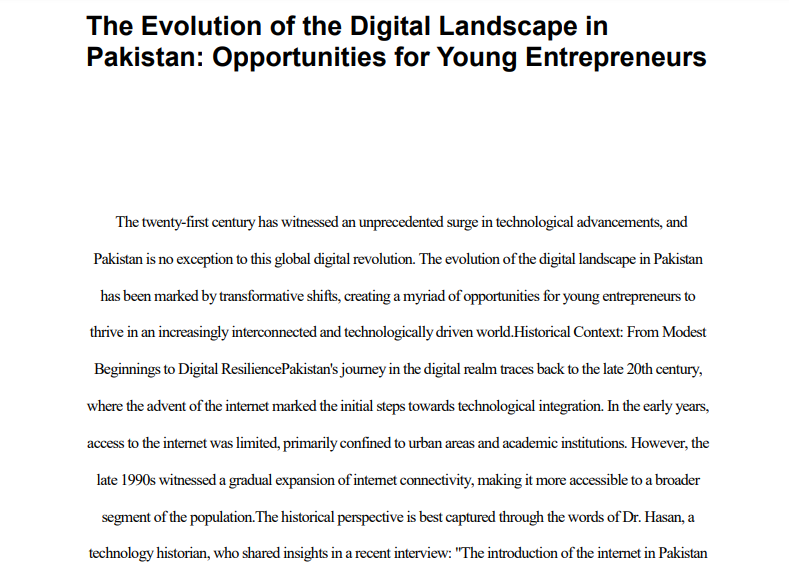 The Evolution of the Digital Landscape in
Pakistan: Opportunities for Young Entrepreneurs
The twenty-first century has witnessed an unprecedented surge in technological advancements, and
Pakistan is no exception to this global digital revolution. The evolution of the digital landscape in Pakistan
has been marked by transformative shifts, creating a myriad of opportunities for young entrepreneurs to
thrive in an increasingly interconnected and technologically driven world.Historical Context: From Modest
Beginnings to Digital ResiliencePakistan's journey in the digital realm traces back to the late 20th century,
where the advent of the internet marked the initial steps towards technological integration. In the early years,
access to the internet was limited, primarily confined to urban areas and academic institutions. However, the
late 1990s witnessed a gradual expansion of internet connectivity, making it more accessible to a broader
segment of the population.The historical perspective is best captured through the words of Dr. Hasan, a
technology historian, who shared insights in a recent interview: "The introduction of the internet in Pakistan